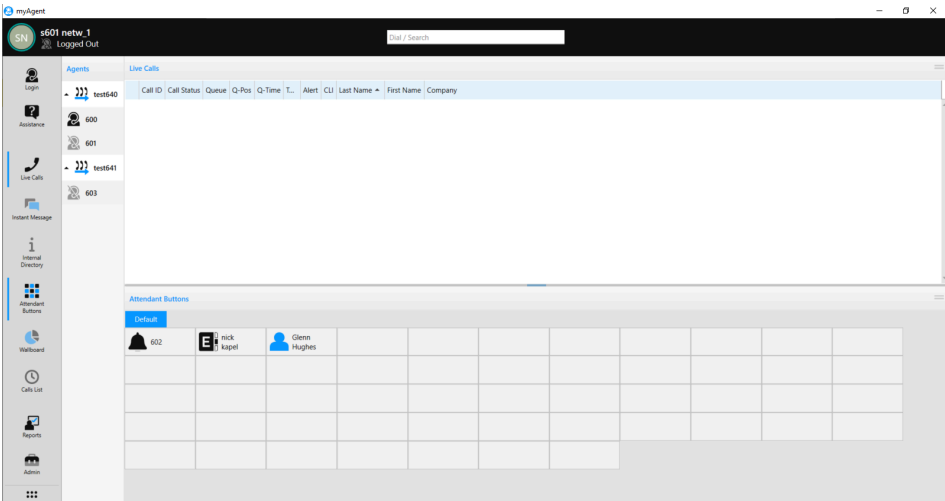 myAgent
SN
s601 netw_1
Logged Out
Dial / Search
Login
Assistance
Live Calls
Instant Message
Internal
Directory
Attendant
Buttons
Wallboard
Calls List
Reports
Admin
Agents
test640
600
601
test641
603
Live Calls
Call ID Call Status Queue Q-Pos Q-Time T... Alert CLI Last Name First Name Company
Attendant Buttons
Default
602
E nick
kapel
Glenn
Hughes